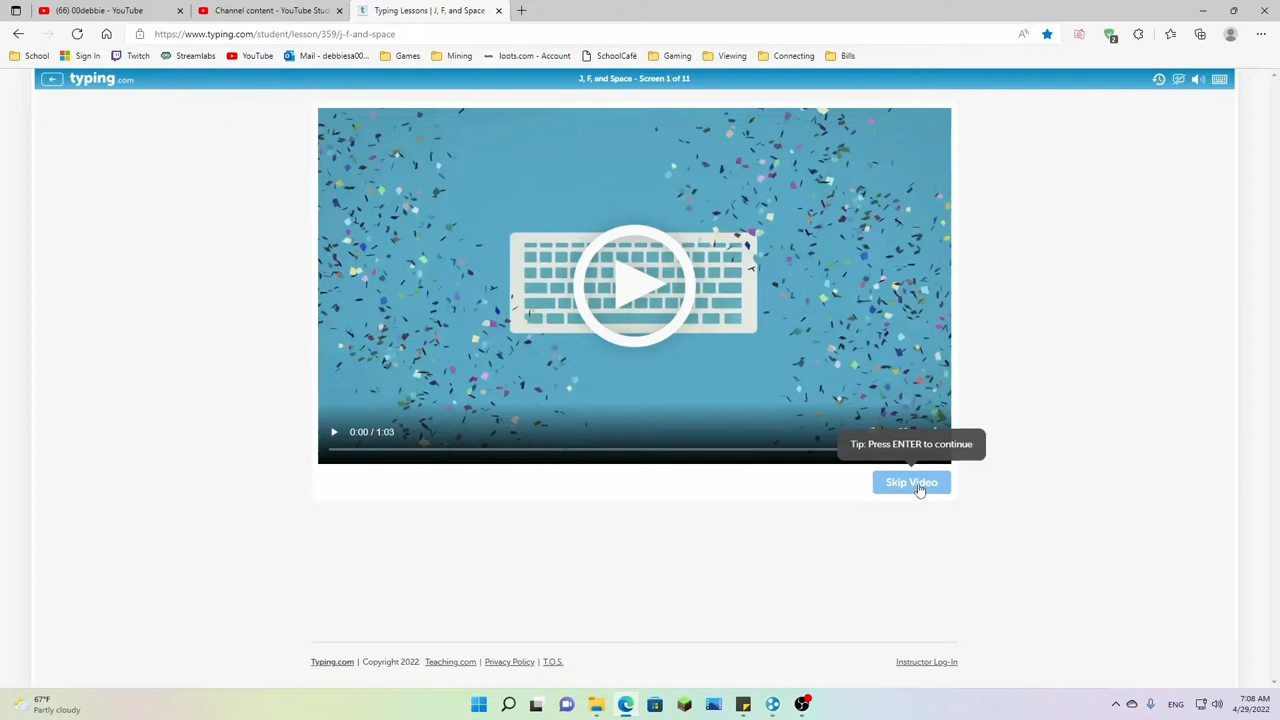 (66) 00debbie - YouTube
Channel content - YouTube Stud
Typing Lessons | J, F, and Space
https://www.typing.com/student/lesson/359/j-f-and-space
School
Sign In
Twitch
Streamlabs
YouTube
Mail - debbiesa00...
Games
Mining
loots.com - Account
SchoolCafé
Gaming
Viewing
Connecting
Bills
typing.com
J, F, and Space - Screen 1 of 11
0:00 / 1:03
Tip: Press ENTER to continue
Skip Video
Typing.com | Copyright 2022 Teaching.com | Privacy Policy | T.O.S.
Instructor Log-In
67°F
Partly cloudy
ENG
7:08 AM
4/29/2022